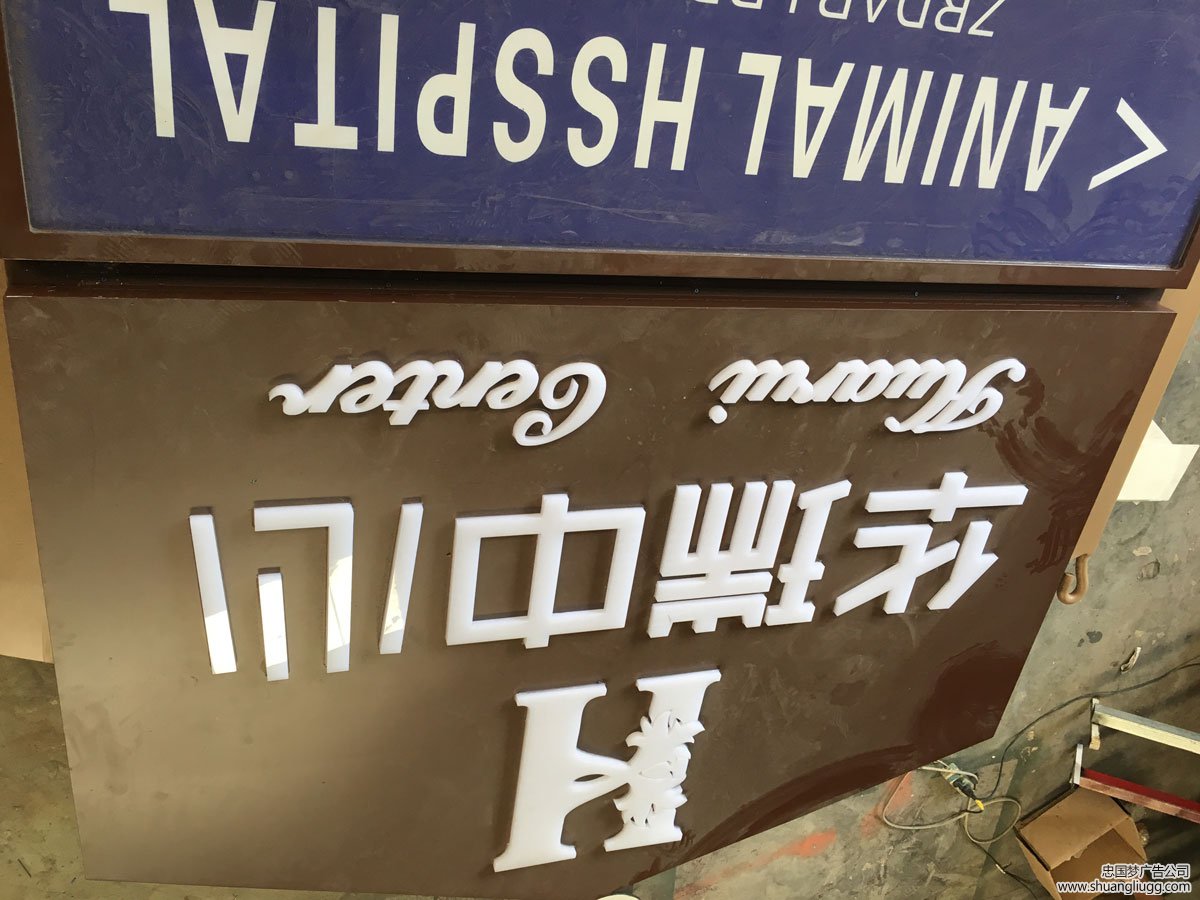 H
华瑞中心
Huarui Center
< ANIMAL HSSPITAL
忠国梦广告公司
www.shuangliugg.com